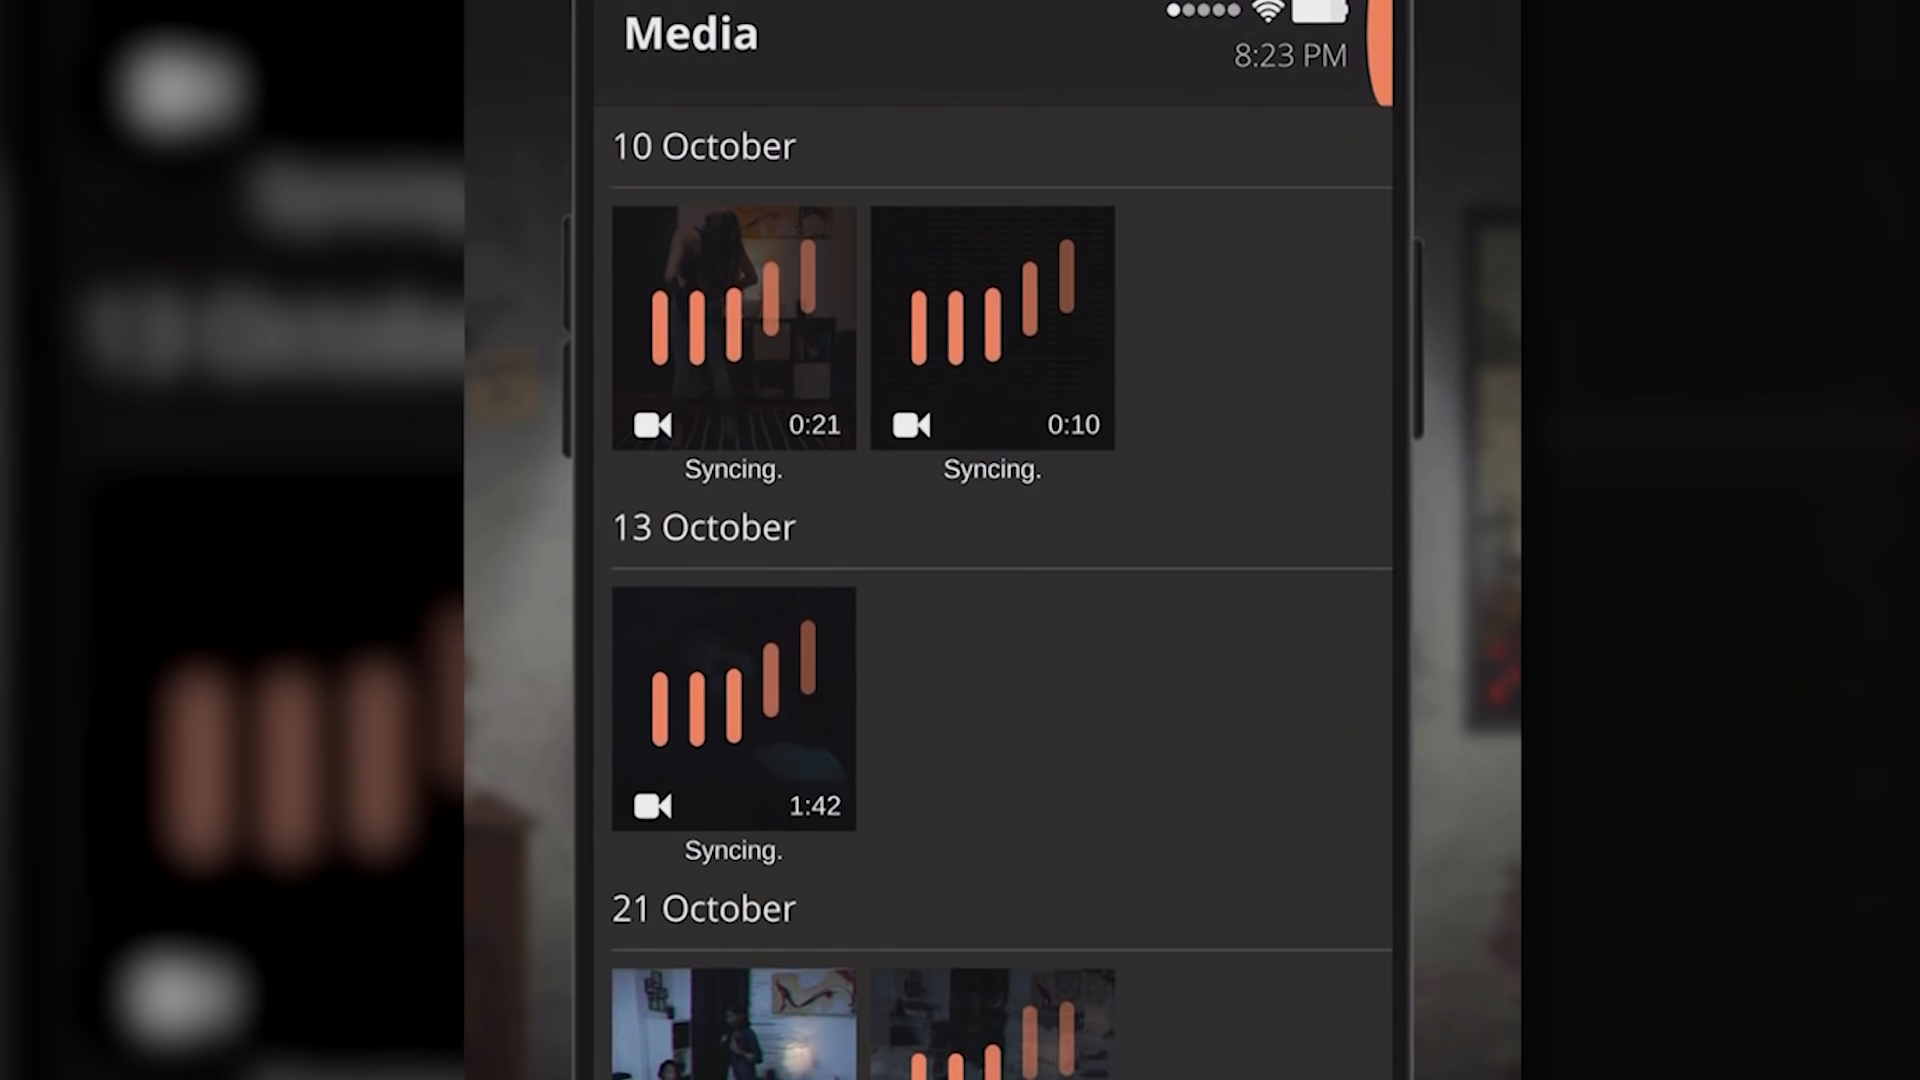 Media
8:23 PM
10 October
0:21
0:10
Syncing.
Syncing.
13 October
1:42
Syncing.
21 October